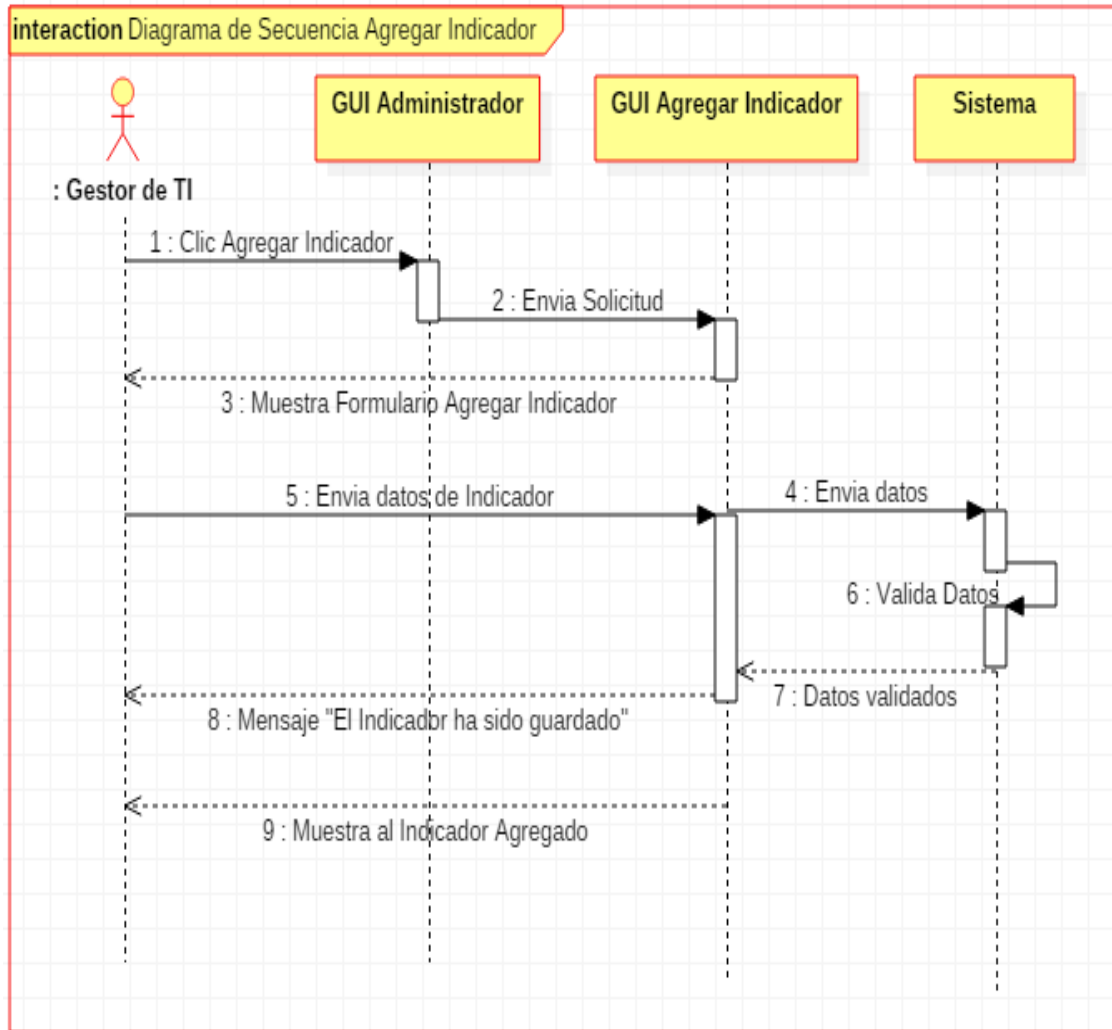 interaction Diagrama de Secuencia Agregar Indicador
GUI Administrador
GUI Agregar Indicador
Sistema
: Gestor de TI
1 : Clic Agregar Indicador
2 : Envia Solicitud
3 : Muestra Formulario Agregar Indicador
5 : Envia datos de Indicador
4 : Envia datos
6 : Valida Datos
7 : Datos validados
8 : Mensaje "El Indicador ha sido guardado"
9 : Muestra al Indicador Agregado